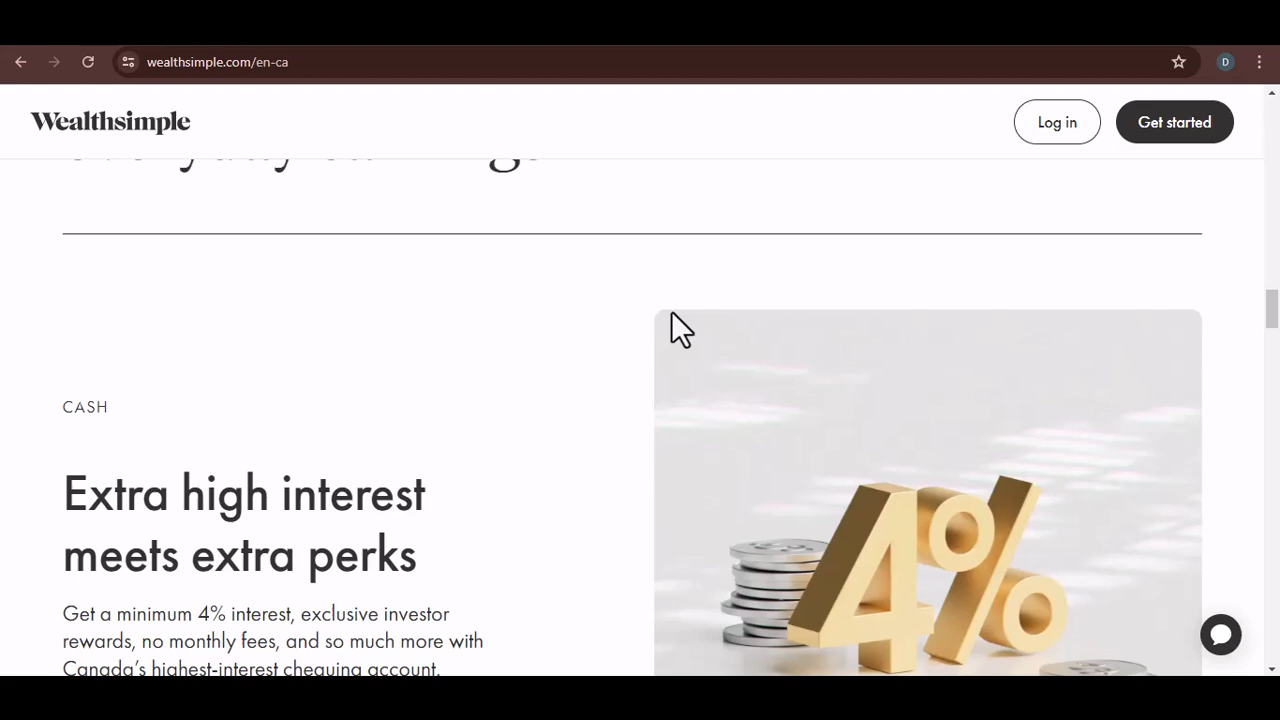 wealthsimple.com/en-ca
D
Wealthsimple
Log in
Get started
CASH
Extra high interest
meets extra perks
Get a minimum 4% interest, exclusive investor
rewards, no monthly fees, and so much more with
Canada's highest-interest chequing account.
4%